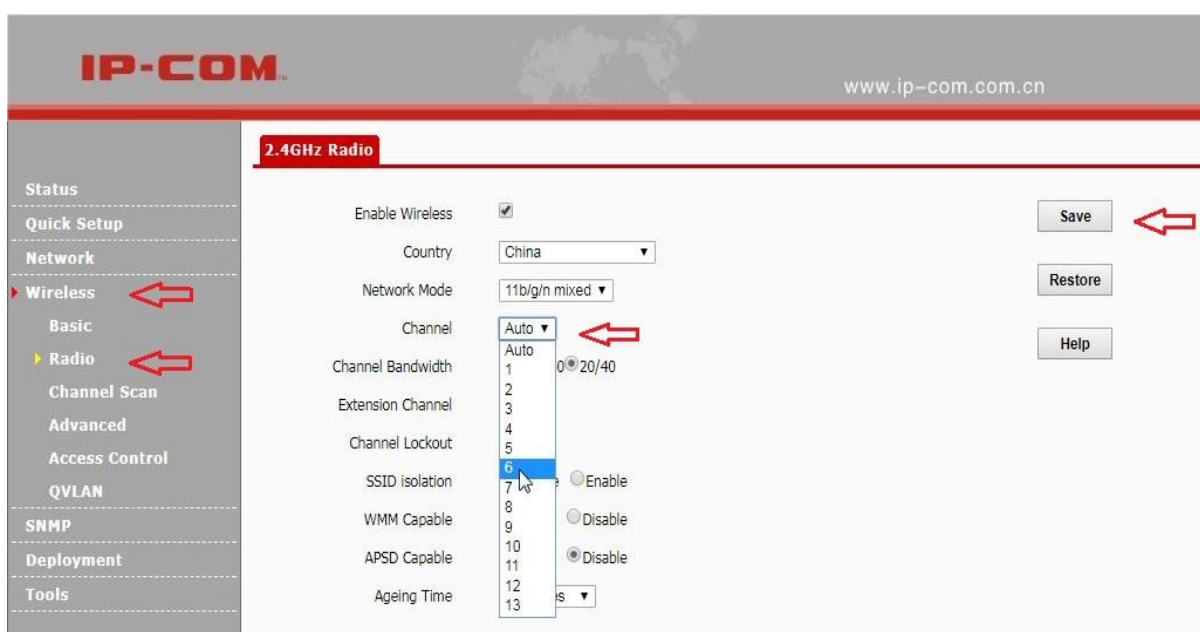 IP-COM
www.ip-com.com.cn
2.4GHz Radio
Status
Quick Setup
Network
Wireless
Basic
Radio
Channel Scan
Advanced
Access Control
QVLAN
SNMP
Deployment
Tools
Enable Wireless
Country China
Network Mode 11b/g/n mixed
Channel Auto
Auto
1
2
3
4
5
6
7
8
9
10
11
12
13
Channel Bandwidth 20/40
Extension Channel
Channel Lockout
SSID isolation Enable
WMM Capable Disable
APSD Capable Disable
Ageing Time
Save
Restore
Help